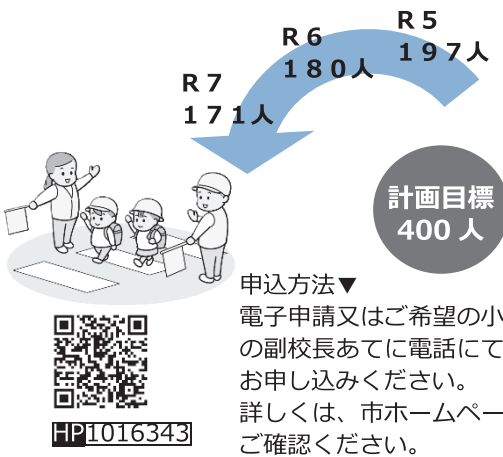 R5
197人
R6
180人
R7
171人
計画目標
400人
申込方法▼
電子申請又はご希望の小
の副校長あてに電話にて
お申し込みください。
詳しくは、市ホームペー
ご確認ください。
HP1016343